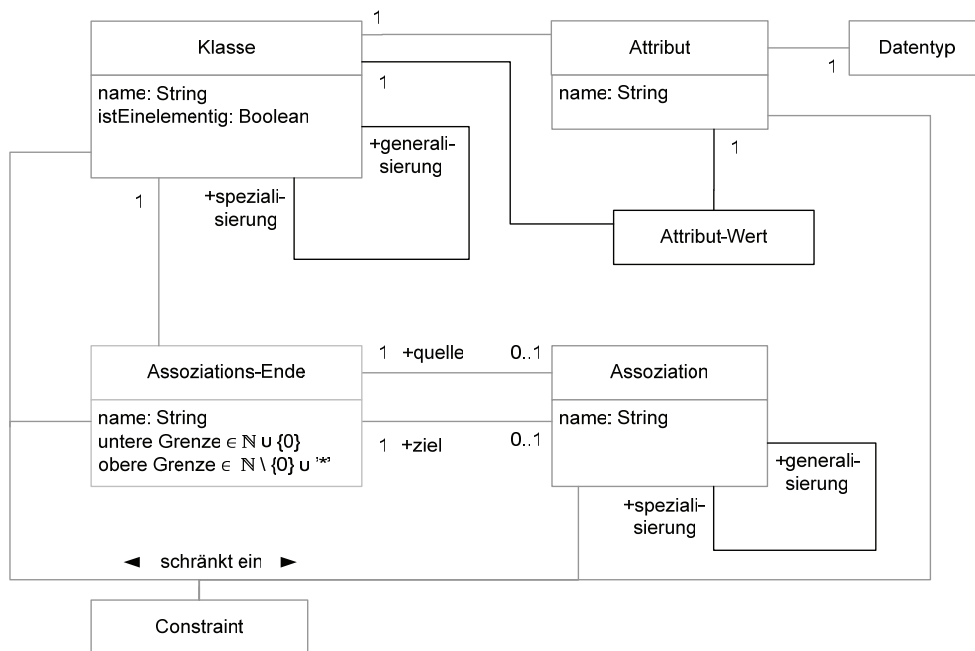 1
Klasse
Attribut
Datentyp
1
1
name: String
istEinelementig: Boolean
name: String
+generali-
sierung
1
+speziali-
sierung
1
Attribut-Wert
1 +quelle 0..1
Assoziations-Ende
Assoziation
name: String
untere Grenze ∈ ℕ ∪ {0}
obere Grenze ∈ ℕ \ {0} ∪ '*'
1 +ziel 0..1
name: String
+generali-
sierung
+speziali-
sierung
◄ schränkt ein ►
Constraint